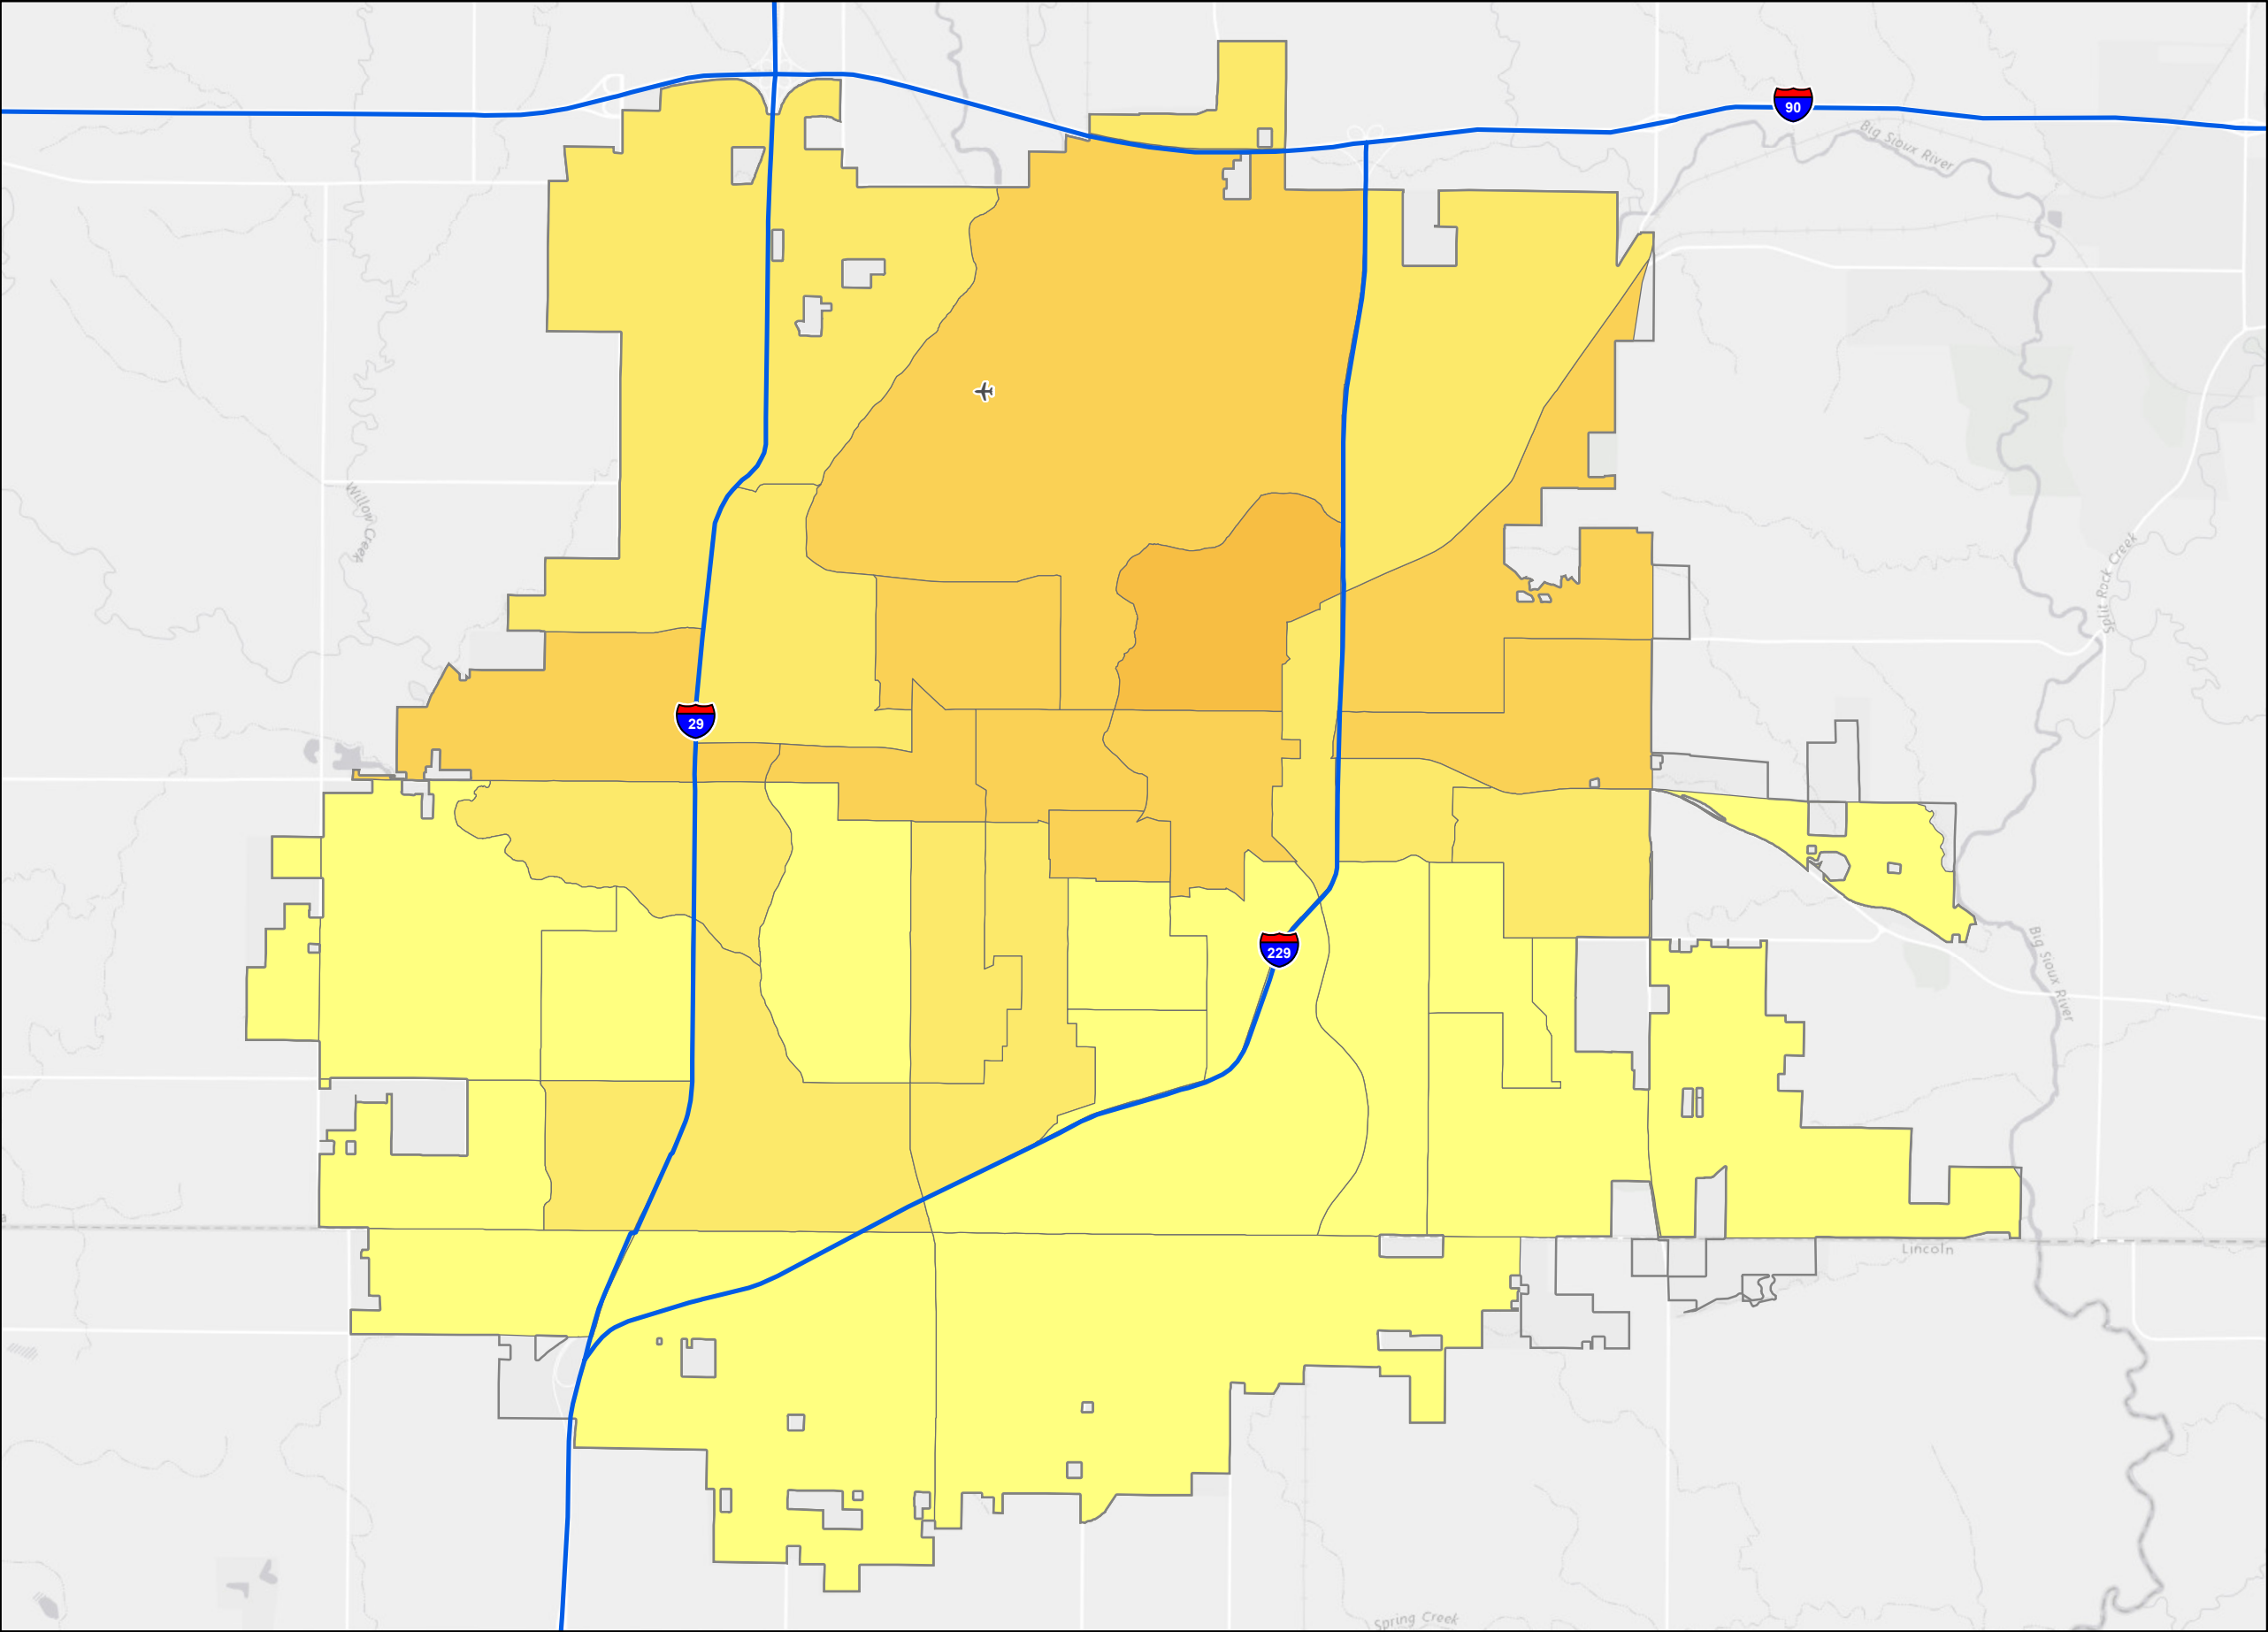 90
Big Sioux River
Willow Creek
Split Rock Creek
29
229
Big Sioux River
Lincoln
Spring Creek